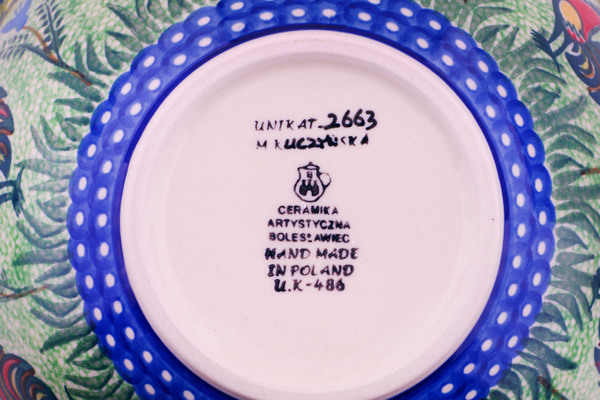 UNIKAT-2663
M KUCZYŃSKA
CERAMIKA
ARTYSTYCZNA
BOLESŁAWIEC
HAND MADE
IN POLAND
U.K-486